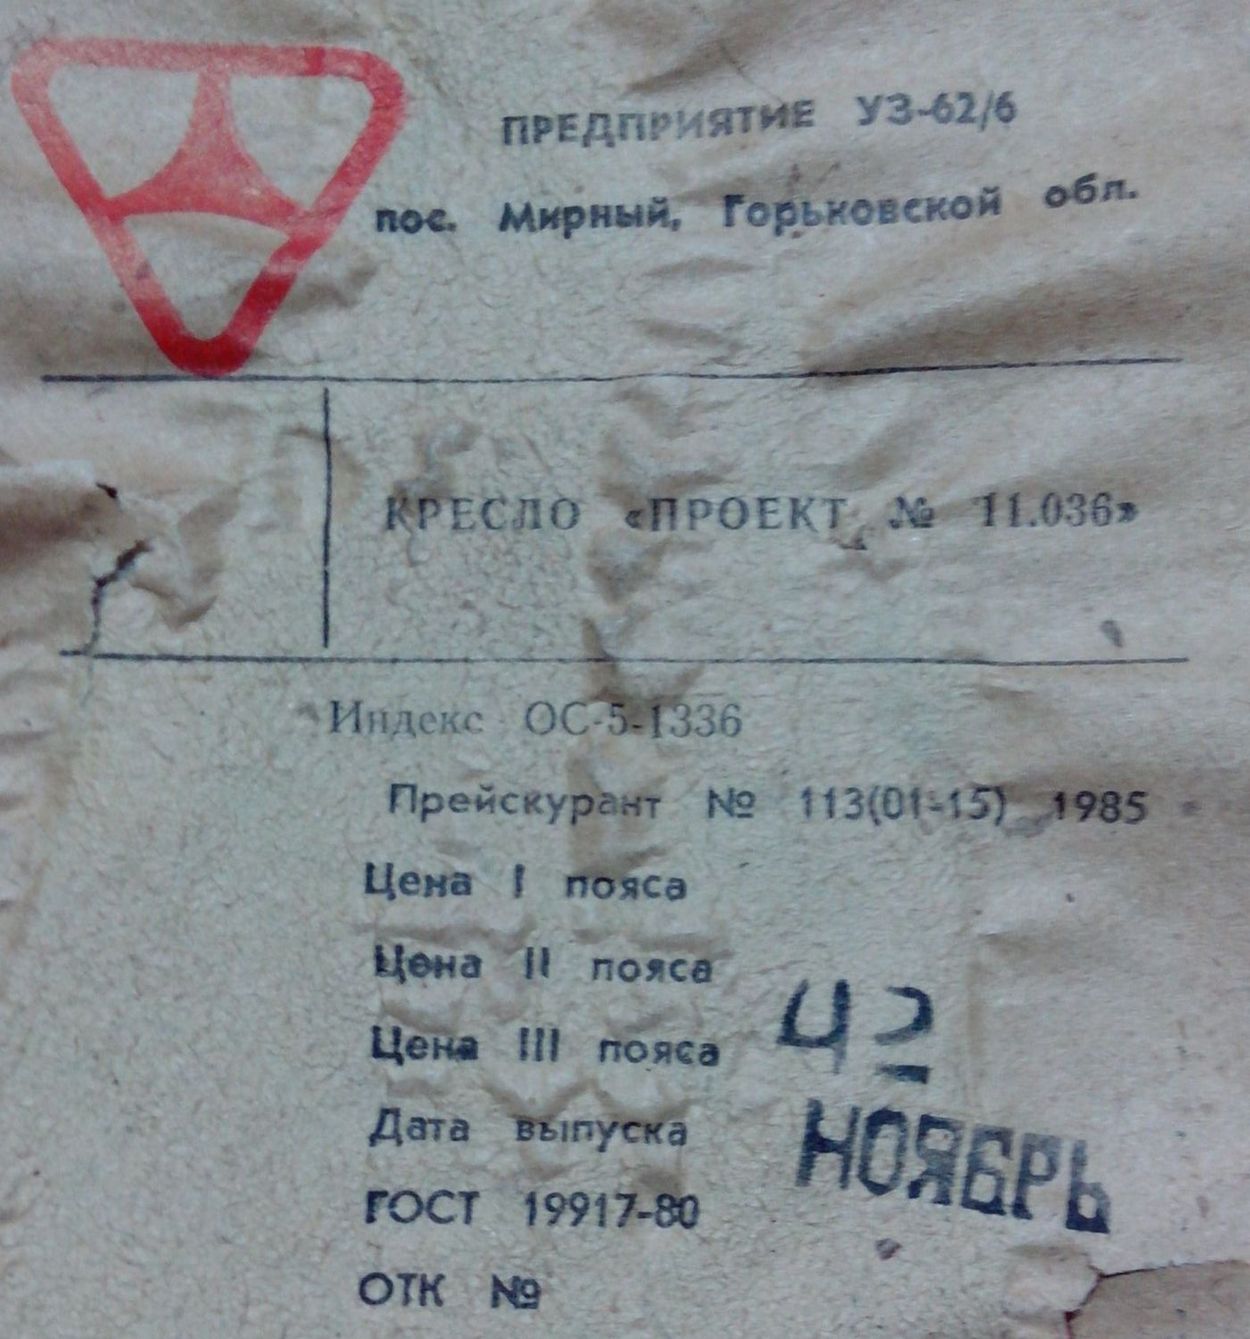 ПРЕДПРИЯТИЕ УЗ-62/6
пос. Мирный, Горьковской обл.
КРЕСЛО «ПРОЕКТ № 11.036»
Индекс ОС-5-1336
Прейскурант № 113(01-15) 1985
Цена I пояса
Цена II пояса
Цена III пояса 42
Дата выпуска НОЯБРЬ
ГОСТ 19917-80
ОТК №